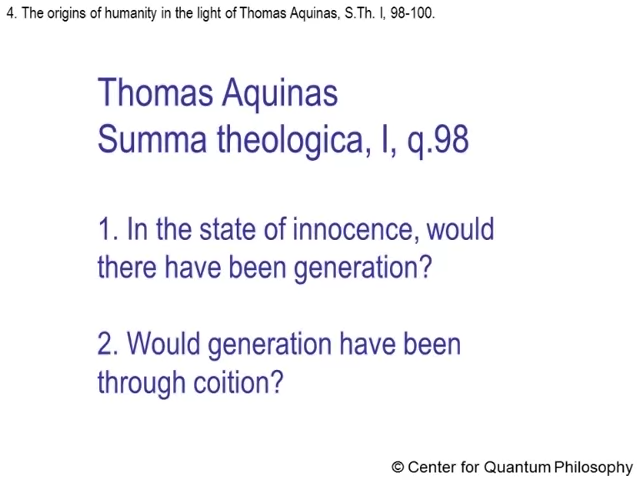 4. The origins of humanity in the light of Thomas Aquinas, S.Th. I, 98-100.
Thomas Aquinas
Summa theologica, I, q.98
1. In the state of innocence, would
there have been generation?
2. Would generation have been
through coition?
© Center for Quantum Philosophy